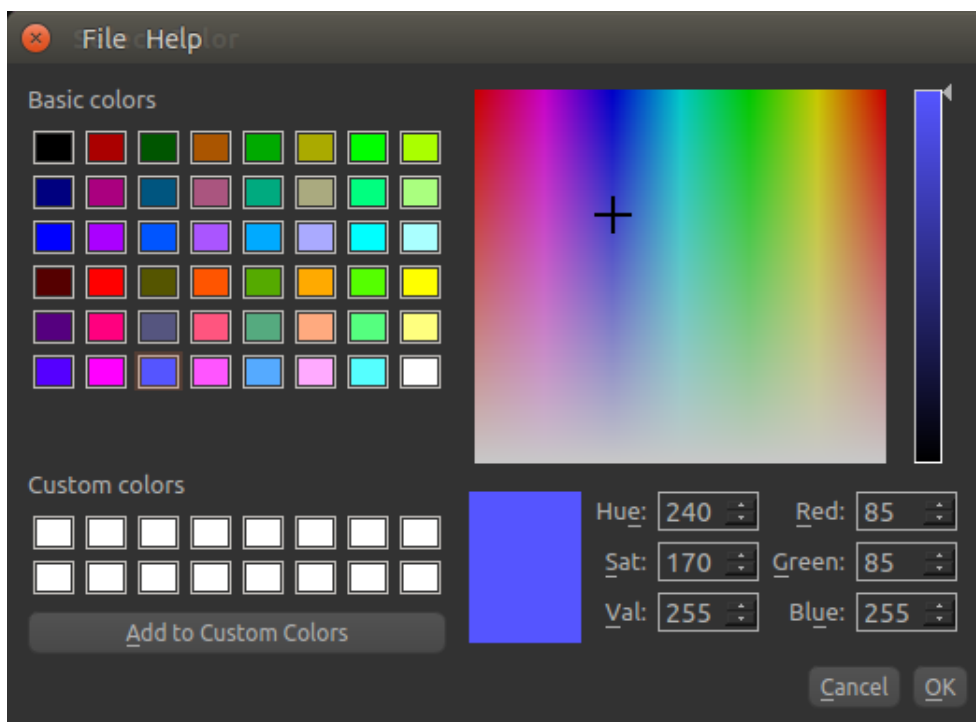 File Help
Basic colors
Custom colors
Add to Custom Colors
Hue: 240 Red: 85
Sat: 170 Green: 85
Val: 255 Blue: 255
Cancel OK